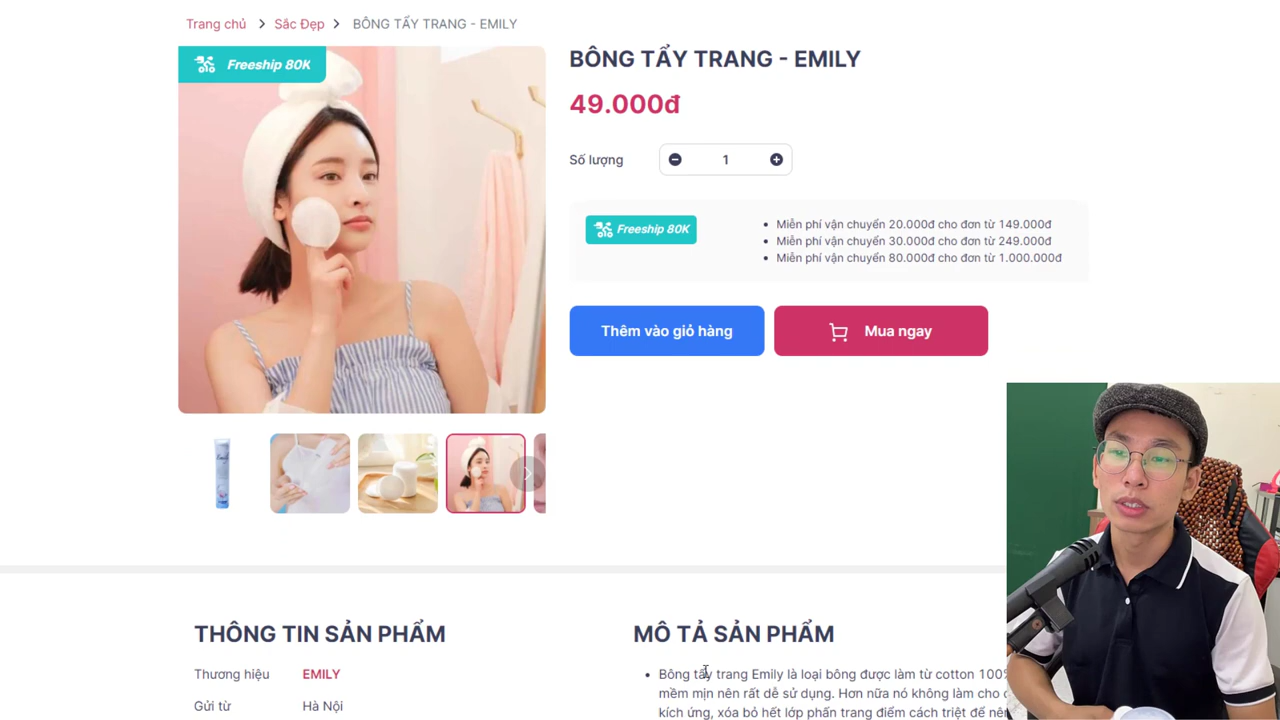 Trang chủ > Sắc Đẹp > BÔNG TẨY TRANG - EMILY
Freeship 80K
BÔNG TẨY TRANG - EMILY
49.000đ
Số lượng
1
Freeship 80K
Miễn phí vận chuyển 20.000đ cho đơn từ 149.000đ
Miễn phí vận chuyển 30.000đ cho đơn từ 249.000đ
Miễn phí vận chuyển 80.000đ cho đơn từ 1.000.000đ
Thêm vào giỏ hàng
Mua ngay
THÔNG TIN SẢN PHẨM
Thương hiệu EMILY
Gửi từ Hà Nội
MÔ TẢ SẢN PHẨM
Bông tẩy trang Emily là loại bông được làm từ cotton 100%
mềm mịn nên rất dễ sử dụng. Hơn nữa nó không làm cho
kích ứng, xóa bỏ hết lớp phấn trang điểm cách triệt để